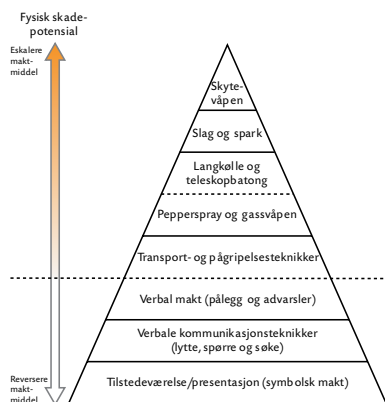 Fysisk skade-
potensial
Eskalere
makt-
middel
Skyte-
våpen
Slag og spark
Langkølle og
teleskopbatong
Pepperspray og gassvåpen
Transport- og pågripelsesteknikker
Verbal makt (pålegg og advarsler)
Verbale kommunikasjonsteknikker
(lytte, spørre og søke)
Tilstedeværelse/presentasjon (symbolsk makt)
Reversere
makt-
middel